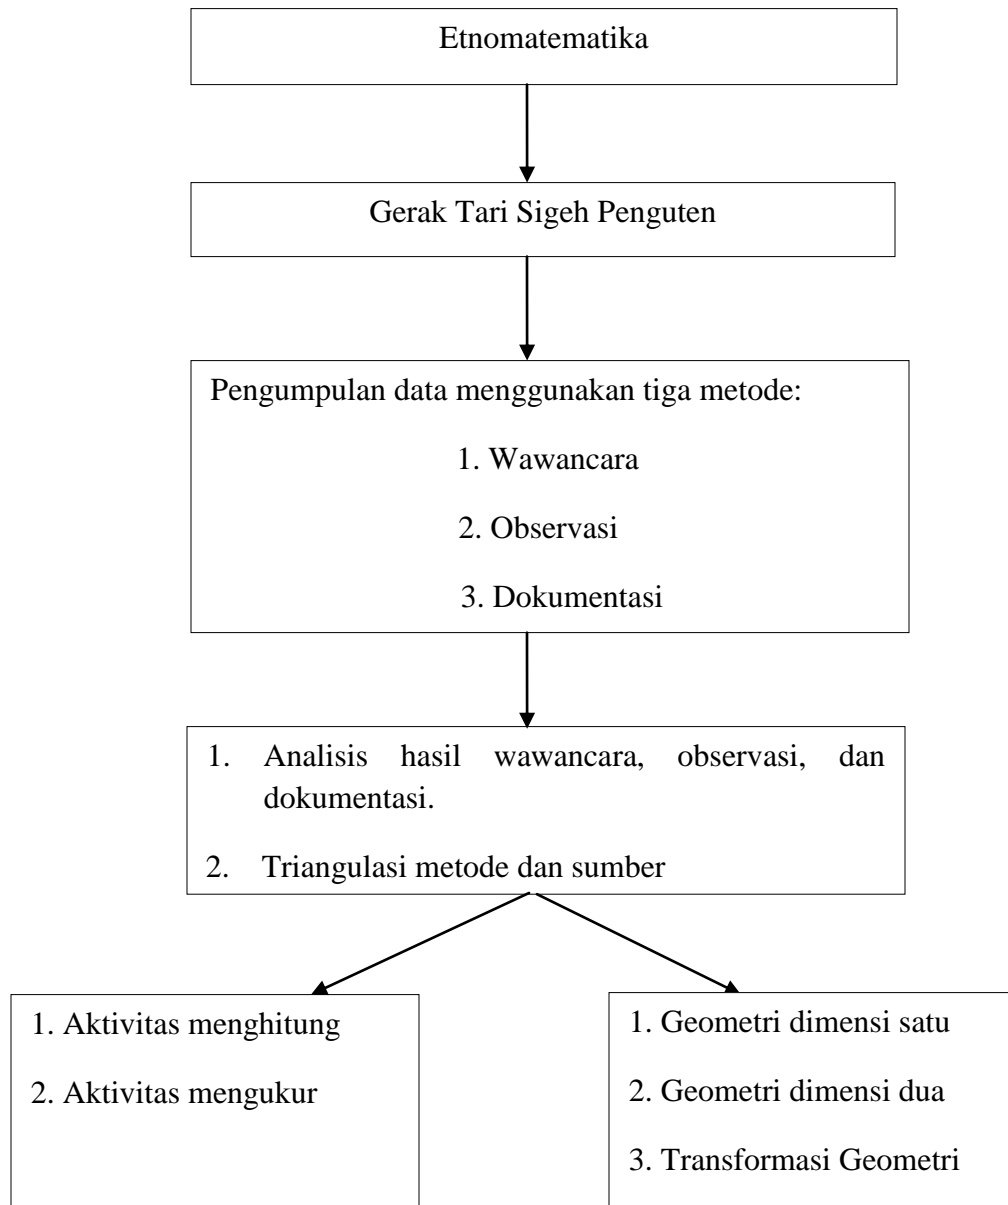 Etnomatematika
Gerak Tari Sigeh Penguten
Pengumpulan data menggunakan tiga metode:
1. Wawancara
2. Observasi
3. Dokumentasi
1. Analisis hasil wawancara, observasi, dan
dokumentasi.
2. Triangulasi metode dan sumber
1. Aktivitas menghitung
2. Aktivitas mengukur
1. Geometri dimensi satu
2. Geometri dimensi dua
3. Transformasi Geometri